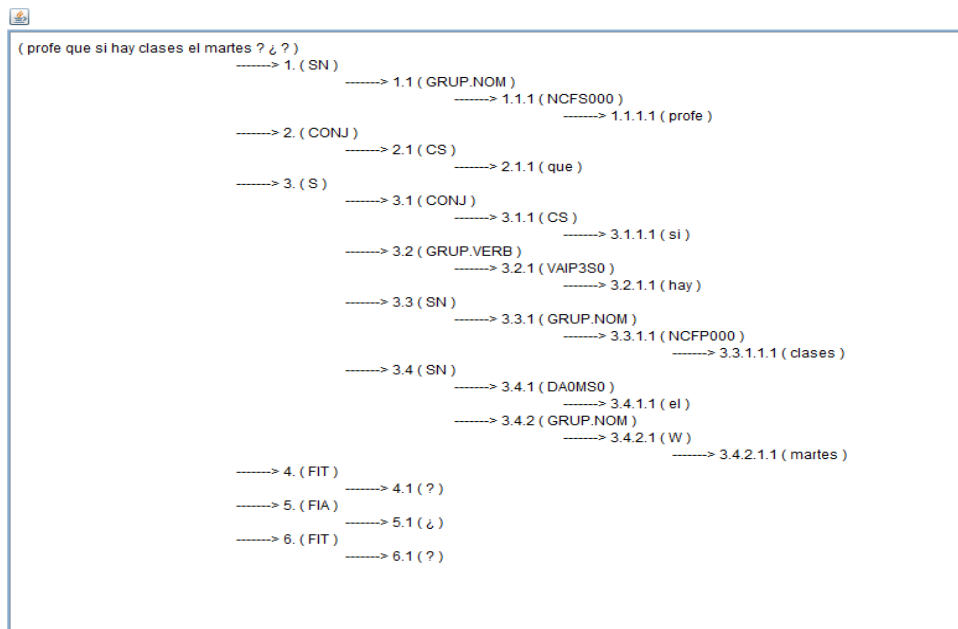 ( profe que si hay clases el martes ? ¿ ? )
-------> 1. ( SN )
-------> 1.1 ( GRUP.NOM )
-------> 1.1.1 ( NCFS000 )
-------> 1.1.1.1 ( profe )
-------> 2. ( CONJ )
-------> 2.1 ( CS )
-------> 2.1.1 ( que )
-------> 3. ( S )
-------> 3.1 ( CONJ )
-------> 3.1.1 ( CS )
-------> 3.1.1.1 ( si )
-------> 3.2 ( GRUP.VERB )
-------> 3.2.1 ( VAIP3S0 )
-------> 3.2.1.1 ( hay )
-------> 3.3 ( SN )
-------> 3.3.1 ( GRUP.NOM )
-------> 3.3.1.1 ( NCFP000 )
-------> 3.3.1.1.1 ( clases )
-------> 3.4 ( SN )
-------> 3.4.1 ( DA0MS0 )
-------> 3.4.1.1 ( el )
-------> 3.4.2 ( GRUP.NOM )
-------> 3.4.2.1 ( W )
-------> 3.4.2.1.1 ( martes )
-------> 4. ( FIT )
-------> 4.1 ( ? )
-------> 5. ( FIA )
-------> 5.1 ( ¿ )
-------> 6. ( FIT )
-------> 6.1 ( ? )